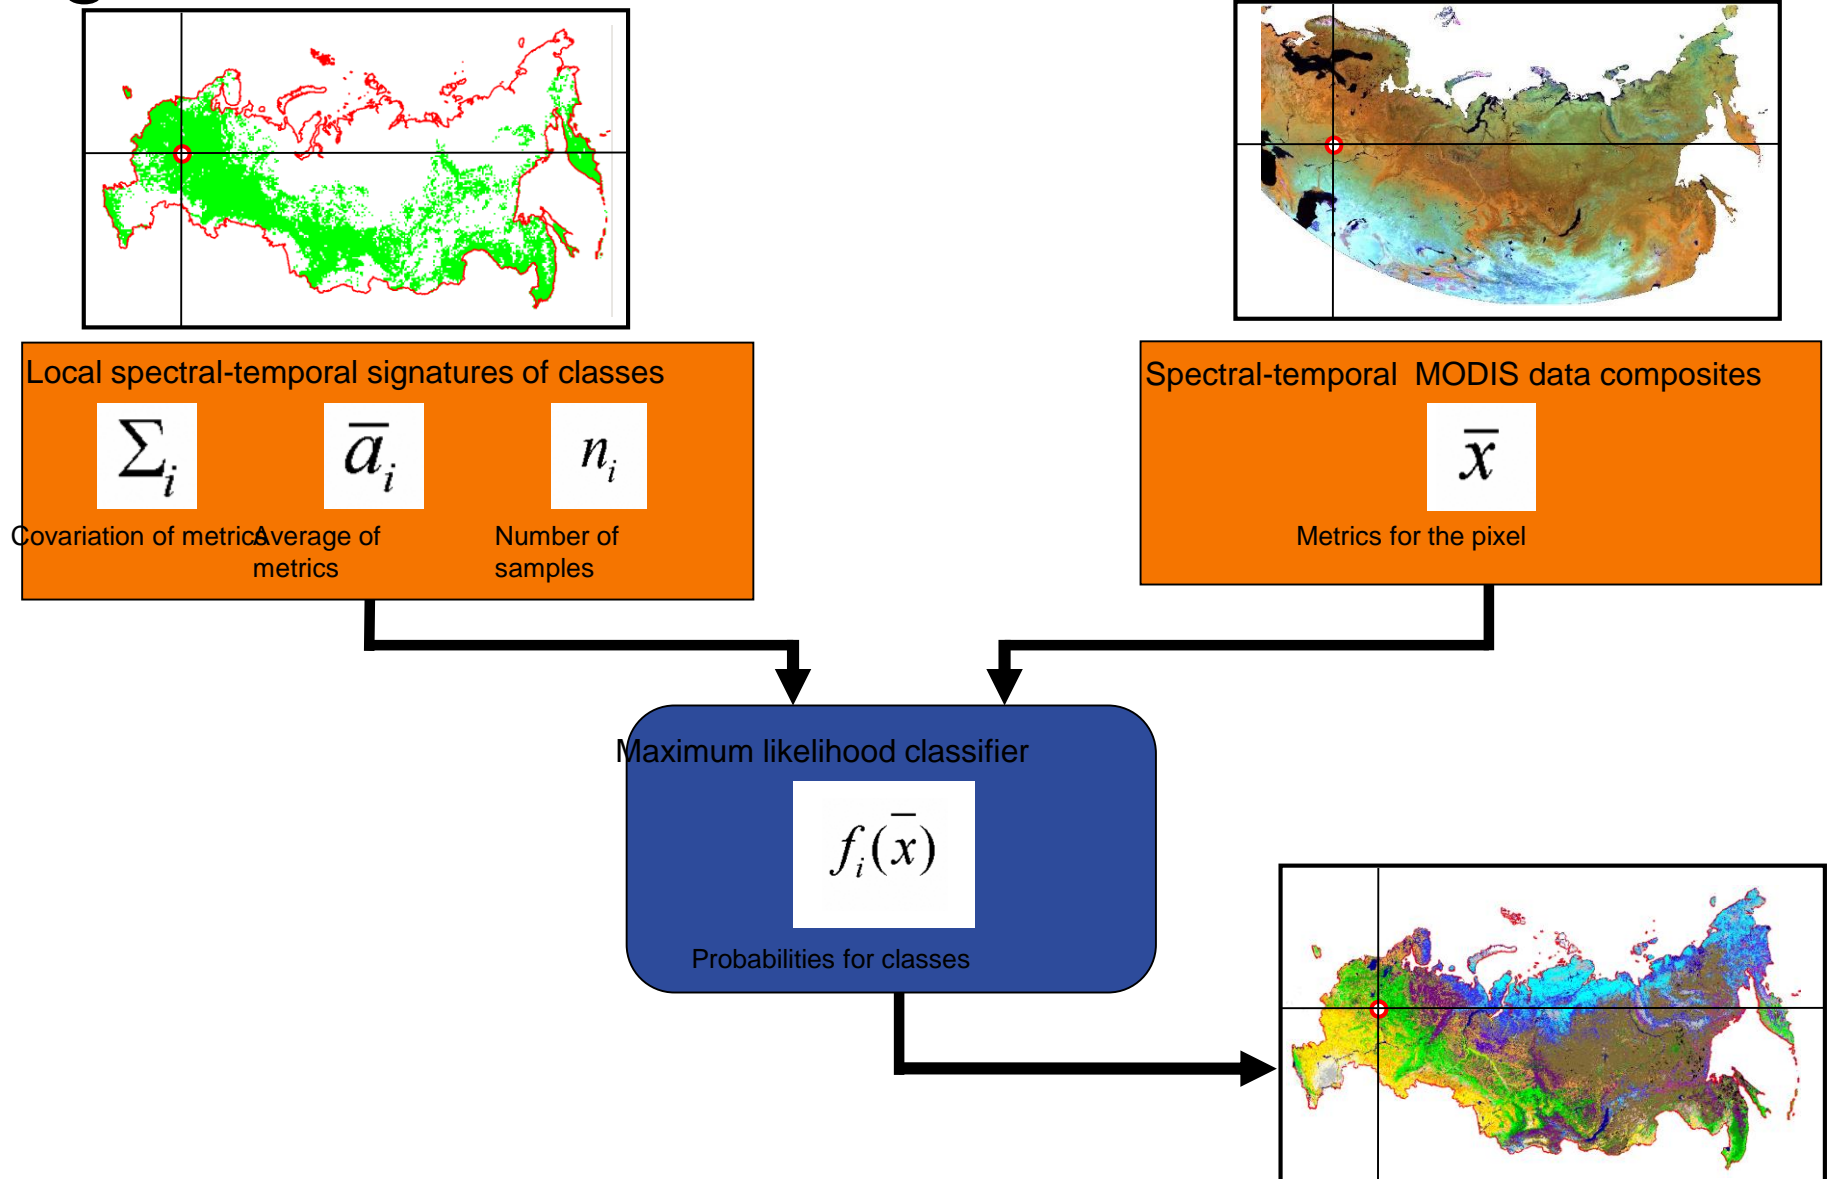 Local spectral-temporal signatures of classes
Σi
a̅i
ni
Covariation of metrics
Average of
metrics
Number of
samples
Spectral-temporal MODIS data composites
x̅
Metrics for the pixel
Maximum likelihood classifier
fi(x̅)
Probabilities for classes